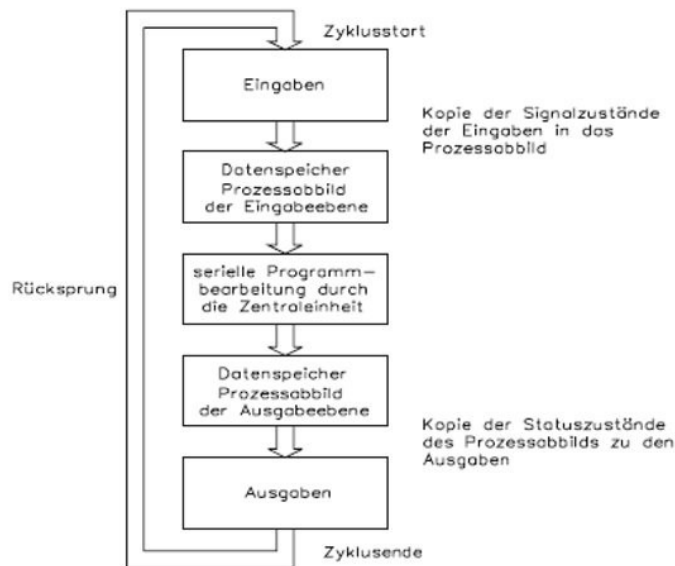 Zyklusstart
Eingaben
Kopie der Signalzustände
der Eingaben in das
Prozessabbild
Datenspeicher
Prozessabbild
der Eingabeebene
serielle Programm-
bearbeitung durch
die Zentraleinheit
Rücksprung
Datenspeicher
Prozessabbild
der Ausgabeebene
Kopie der Statuszustände
des Prozessabbilds zu den
Ausgaben
Ausgaben
Zyklusende